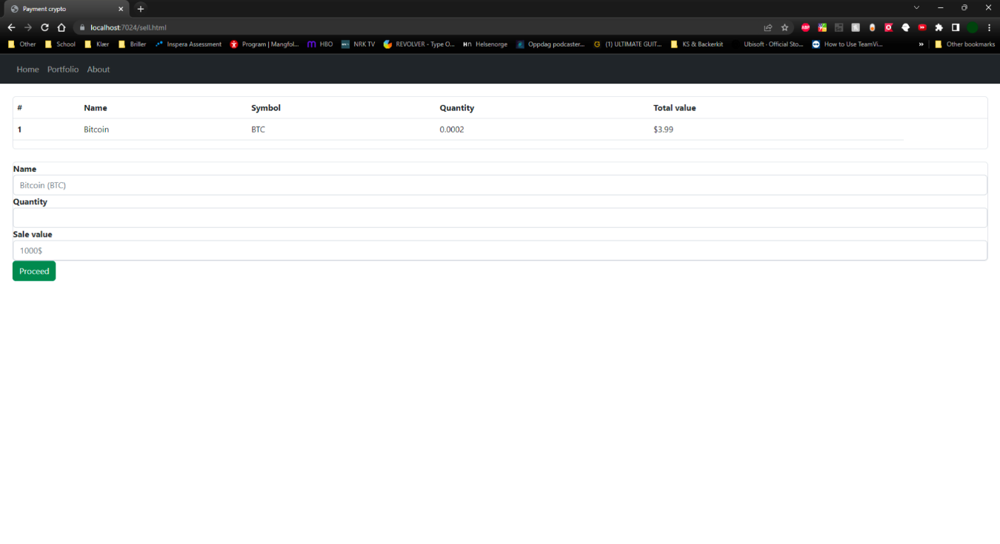 Payment crypto
localhost:7024/sell.html
Other School Klær Briller Inspera Assessment Program | Mangfol... HBO NRK TV REVOLVER - Type O... Hn Helsenorge Oppdag podcaster... G (1) ULTIMATE GUIT... KS & Backerkit Ubisoft - Official Sto... How to Use TeamVi... » Other bookmarks
Home Portfolio About
# Name Symbol Quantity Total value
1 Bitcoin BTC 0.0002 $3.99
Name
Bitcoin (BTC)
Quantity
Sale value
1000$
Proceed